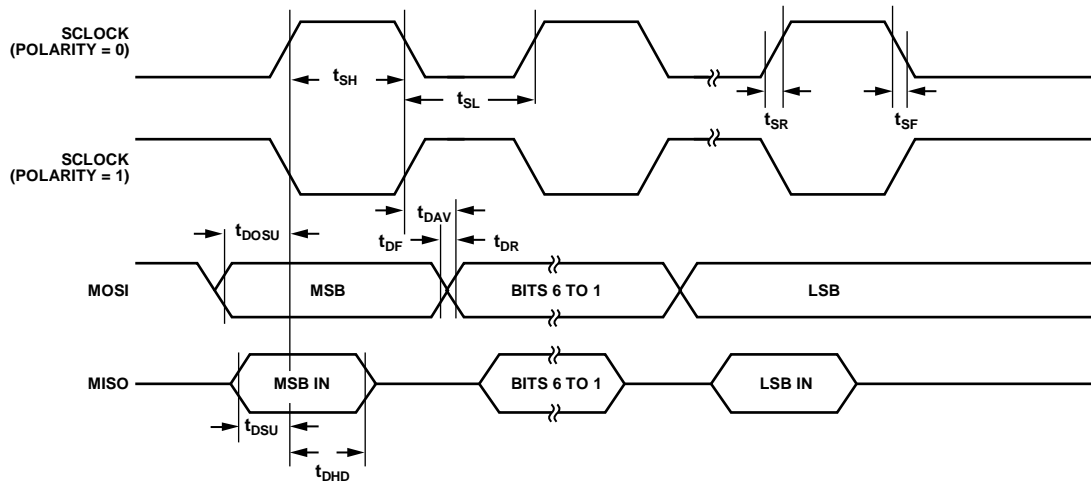 SCLOCK
(POLARITY = 0)
tSH
tSL
tSR
tSF
SCLOCK
(POLARITY = 1)
tDAV
tDOSU
tDF
tDR
MOSI
MSB
BITS 6 TO 1
LSB
MISO
MSB IN
BITS 6 TO 1
LSB IN
tDSU
tDHD